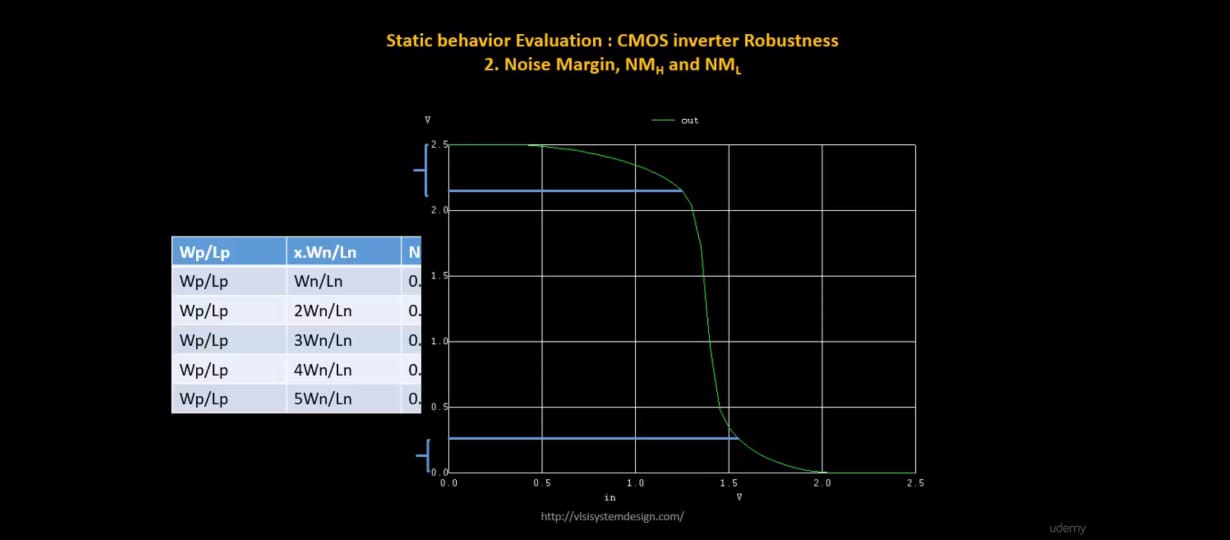 Static behavior Evaluation : CMOS inverter Robustness
2. Noise Margin, NMH and NML
V
out
2.5
2.0
1.5
1.0
0.5
0.0
0.0 0.5 1.0 1.5 2.0 2.5
in V
Wp/Lp x.Wn/Ln N
Wp/Lp Wn/Ln 0.
Wp/Lp 2Wn/Ln 0.
Wp/Lp 3Wn/Ln 0.
Wp/Lp 4Wn/Ln 0.
Wp/Lp 5Wn/Ln 0.
http://vlsisystemdesign.com/
udemy